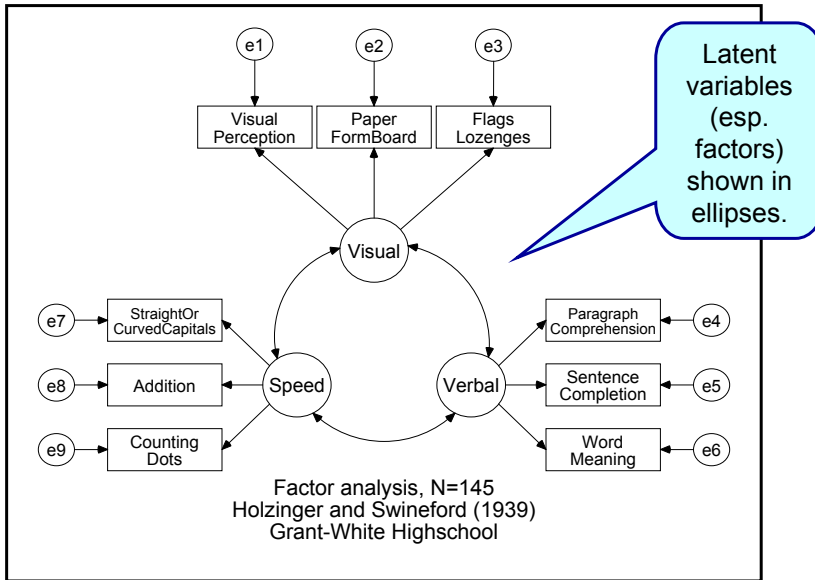 e1
e2
e3
Visual
Perception
Paper
FormBoard
Flags
Lozenges
Latent
variables
(esp.
factors)
shown in
ellipses.
Visual
e7
StraightOr
CurvedCapitals
Paragraph
Comprehension
e4
e8
Addition
Speed
Verbal
Sentence
Completion
e5
e9
Counting
Dots
Word
Meaning
e6
Factor analysis, N=145
Holzinger and Swineford (1939)
Grant-White Highschool